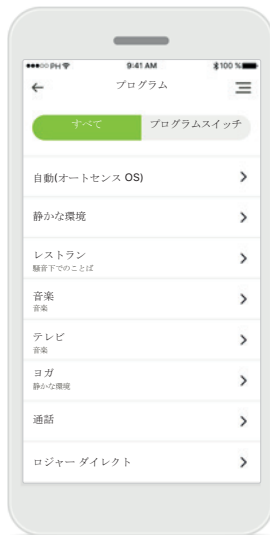 PH 9:41 AM 100 %
プログラム
すべて プログラムスイッチ
自動(オートセンス OS)
静かな環境
レストラン
騒音下でのことば
音楽
音楽
テレビ
音楽
ヨガ
静かな環境
通話
ロジャー ダイレクト